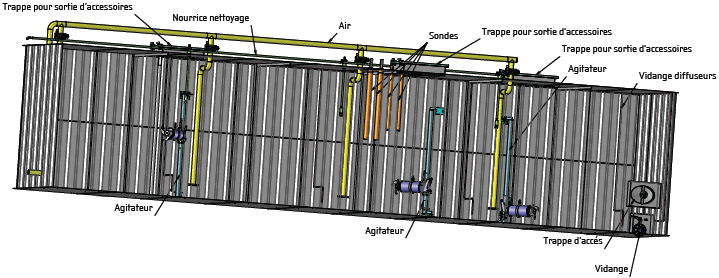 Trappe pour sortie d'accessoires
Nourrice nettoyage
Air
Sondes
Trappe pour sortie d'accessoires
Trappe pour sortie d'accessoires
Agitateur
Vidange diffuseurs
Agitateur
Agitateur
Trappe d'accés
Vidange